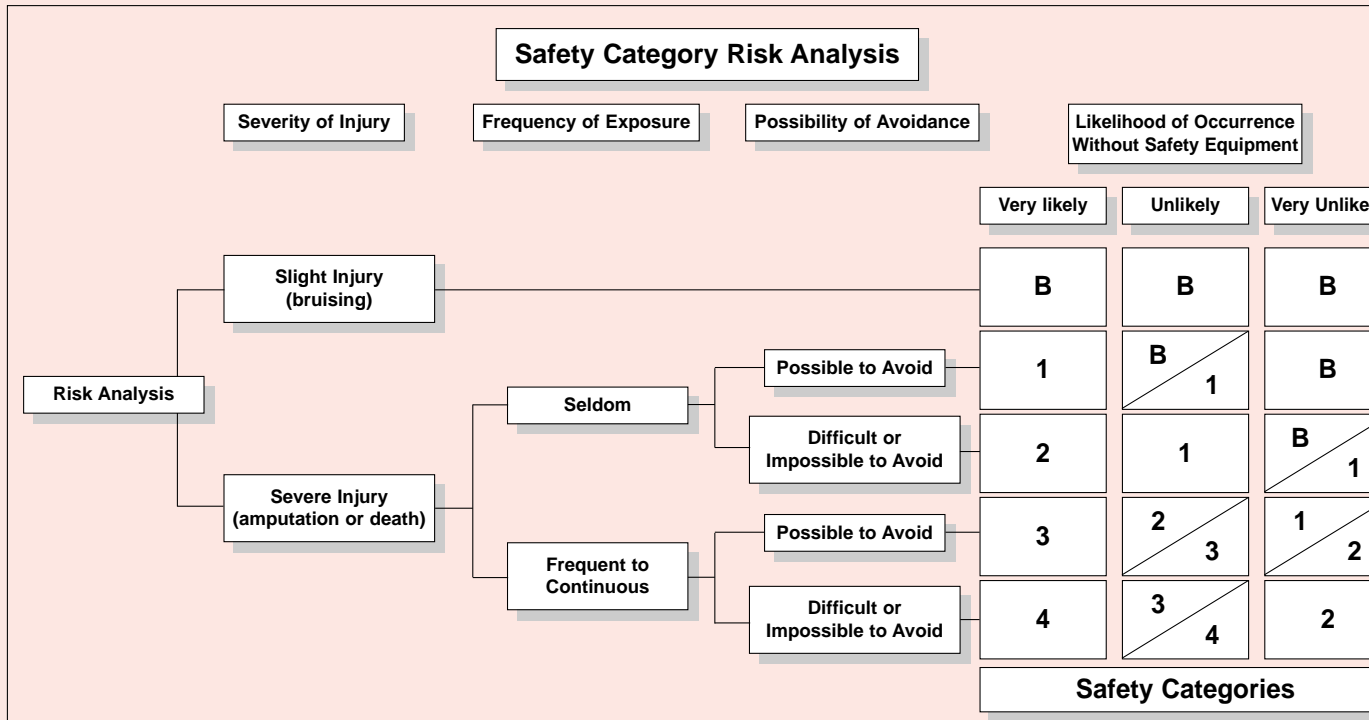 Safety Category Risk Analysis
Severity of Injury
Frequency of Exposure
Possibility of Avoidance
Likelihood of Occurrence
Without Safety Equipment
Very likely
Unlikely
Very Unlike
Slight Injury
(bruising)
B
B
B
Risk Analysis
Possible to Avoid
1
B
1
B
Seldom
Difficult or
Impossible to Avoid
2
1
B
1
Severe Injury
(amputation or death)
Possible to Avoid
3
2
3
1
2
Frequent to
Continuous
Difficult or
Impossible to Avoid
4
3
4
2
Safety Categories